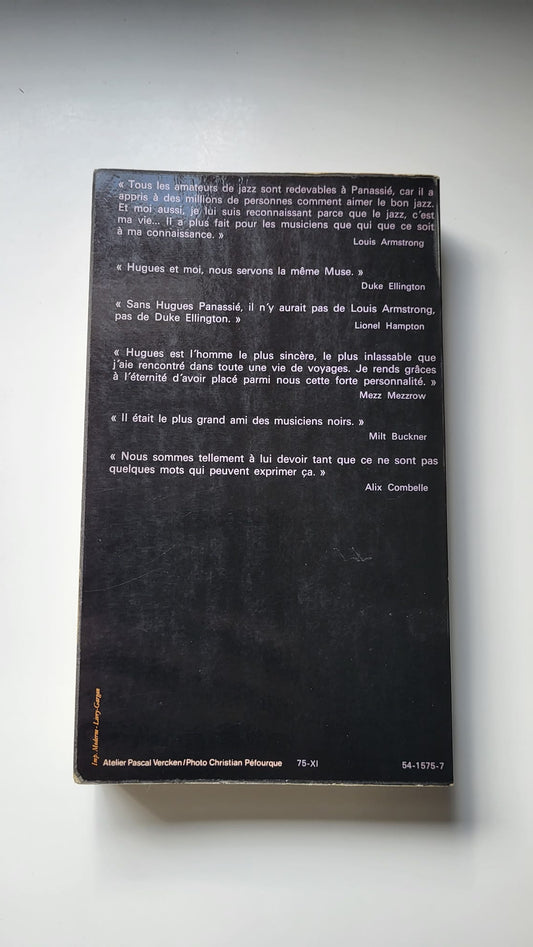 « Tous les amateurs de jazz sont redevables à Panassié, car il a
appris à des millions de personnes comment aimer le bon jazz.
Et moi aussi, je lui suis reconnaissant parce que le jazz, c'est
ma vie... Il a plus fait pour les musiciens que qui que ce soit
à ma connaissance. »
Louis Armstrong
« Hugues et moi, nous servons la même Muse. »
Duke Ellington
« Sans Hugues Panassié, il n'y aurait pas de Louis Armstrong,
pas de Duke Ellington. »
Lionel Hampton
« Hugues est l'homme le plus sincère, le plus inlassable que
j'aie rencontré dans toute une vie de voyages. Je rends grâces
à l'éternité d'avoir placé parmi nous cette forte personnalité. »
Mezz Mezzrow
« Il était le plus grand ami des musiciens noirs. »
Milt Buckner
« Nous sommes tellement à lui devoir tant que ce ne sont pas
quelques mots qui peuvent exprimer ça. »
Alix Combelle
Imp. Moderne - Livry-Gargan
Atelier Pascal Vercken/Photo Christian Péfourque 75-XI 54-1575-7